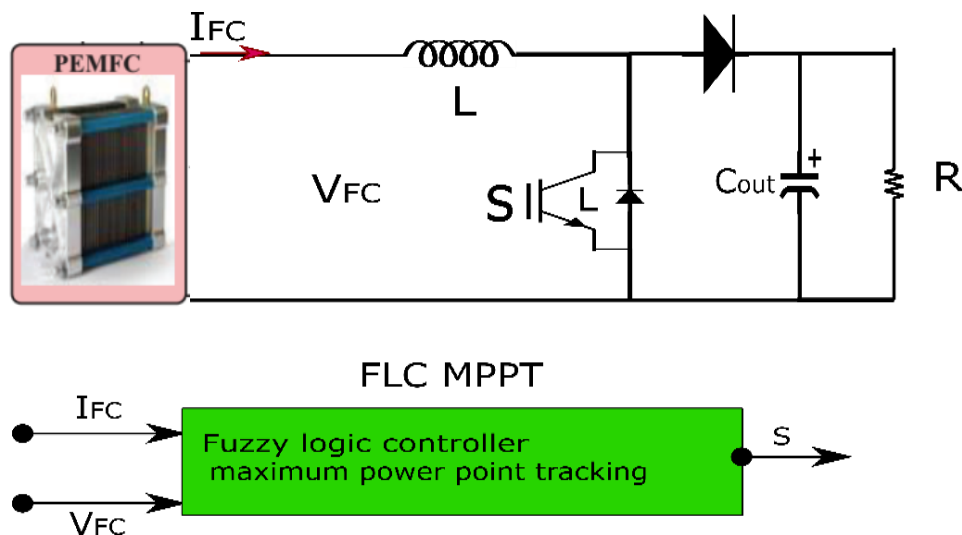 IFC
PEMFC
L
VFC
S
L
Cout
+
R
FLC MPPT
IFC
Fuzzy logic controller
maximum power point tracking
S
VFC